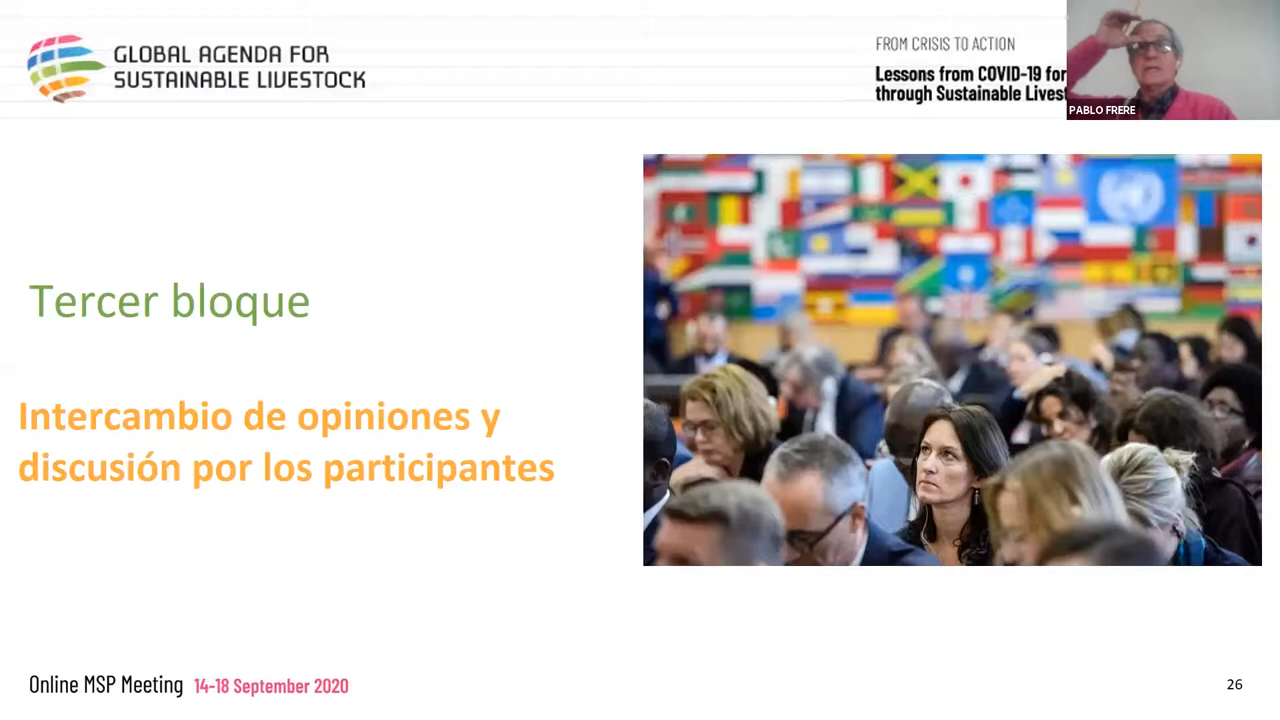 GLOBAL AGENDA FOR
SUSTAINABLE LIVESTOCK
FROM CRISIS TO ACTION
Lessons from COVID-19 for
through Sustainable
PABLO FRERE
Tercer bloque
Intercambio de opiniones y
discusión por los participantes
Online MSP Meeting 14-18 September 2020
26